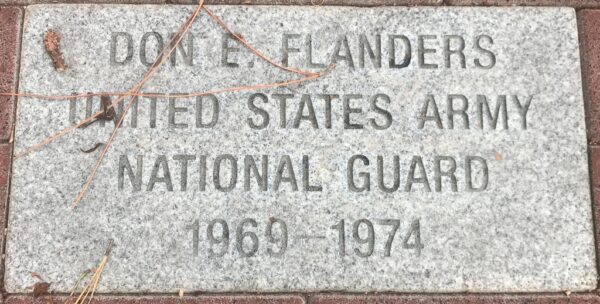 DON E. FLANDERS
UNITED STATES ARMY
NATIONAL GUARD
1969-1974